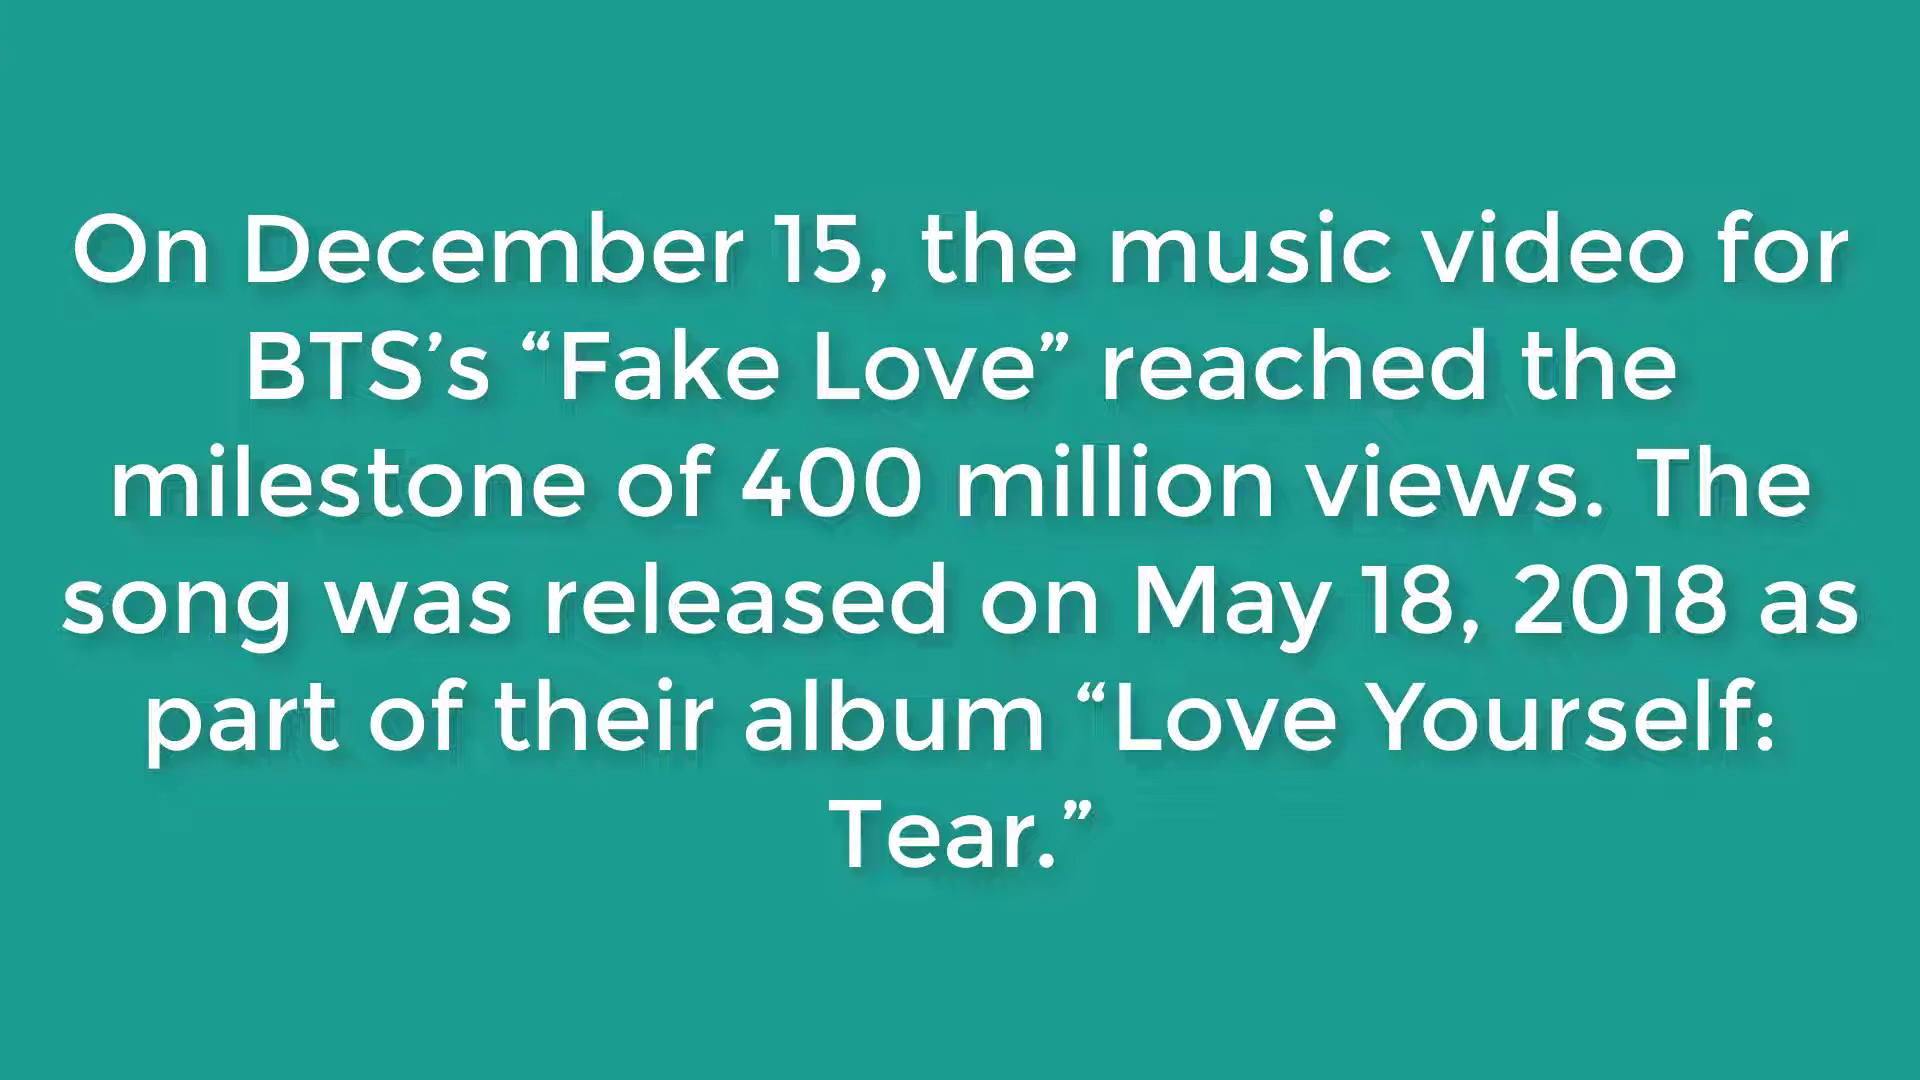 On December 15, the music video for
BTS’s “Fake Love” reached the
milestone of 400 million views. The
song was released on May 18, 2018 as
part of their album “Love Yourself:
Tear.”